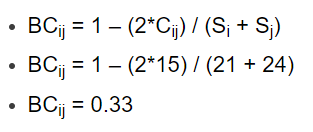 • BCij = 1 – (2*Cij) / (Si + Sj)
• BCij = 1 – (2*15) / (21 + 24)
• BCij = 0.33